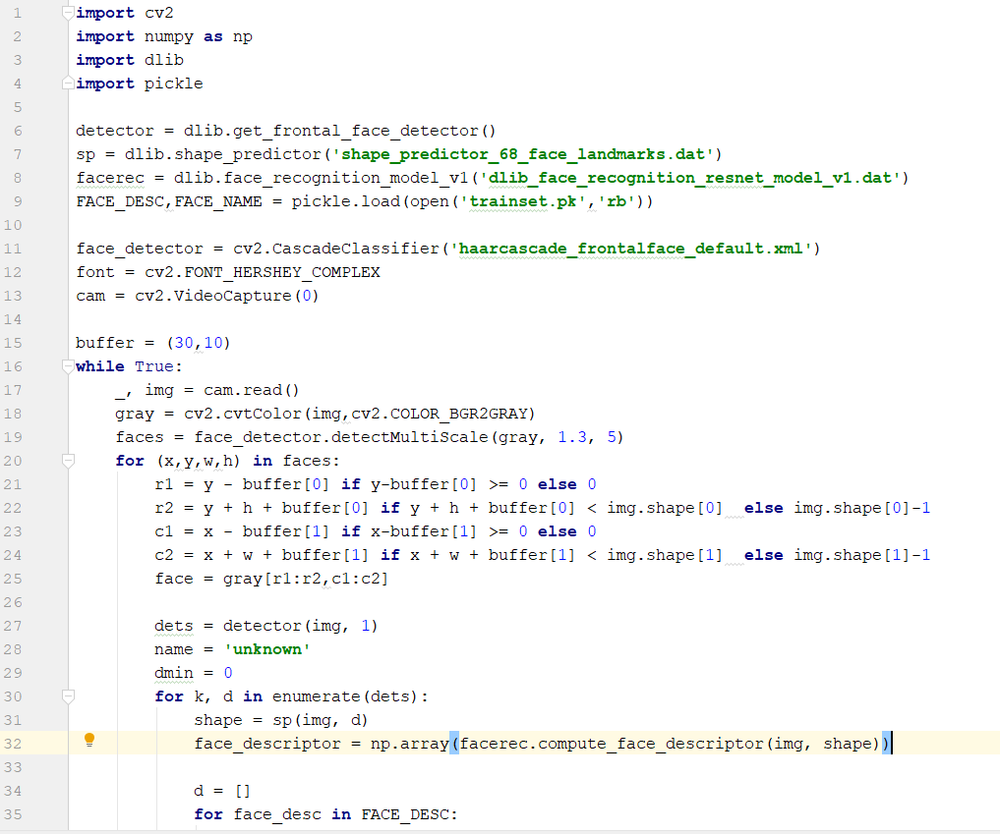 1 import cv2
2 import numpy as np
3 import dlib
4 import pickle
5
6 detector = dlib.get_frontal_face_detector()
7 sp = dlib.shape_predictor('shape_predictor_68_face_landmarks.dat')
8 facerec = dlib.face_recognition_model_v1('dlib_face_recognition_resnet_model_v1.dat')
9 FACE_DESC,FACE_NAME = pickle.load(open('trainset.pk','rb'))
10
11 face_detector = cv2.CascadeClassifier('haarcascade_frontalface_default.xml')
12 font = cv2.FONT_HERSHEY_COMPLEX
13 cam = cv2.VideoCapture(0)
14
15 buffer = (30,10)
16 while True:
17     _, img = cam.read()
18     gray = cv2.cvtColor(img,cv2.COLOR_BGR2GRAY)
19     faces = face_detector.detectMultiScale(gray, 1.3, 5)
20     for (x,y,w,h) in faces:
21         r1 = y - buffer[0] if y-buffer[0] >= 0 else 0
22         r2 = y + h + buffer[0] if y + h + buffer[0] < img.shape[0]  else img.shape[0]-1
23         c1 = x - buffer[1] if x-buffer[1] >= 0 else 0
24         c2 = x + w + buffer[1] if x + w + buffer[1] < img.shape[1]  else img.shape[1]-1
25         face = gray[r1:r2,c1:c2]
26
27         dets = detector(img, 1)
28         name = 'unknown'
29         dmin = 0
30         for k, d in enumerate(dets):
31             shape = sp(img, d)
32             face_descriptor = np.array(facerec.compute_face_descriptor(img, shape))
33
34             d = []
35             for face_desc in FACE_DESC: